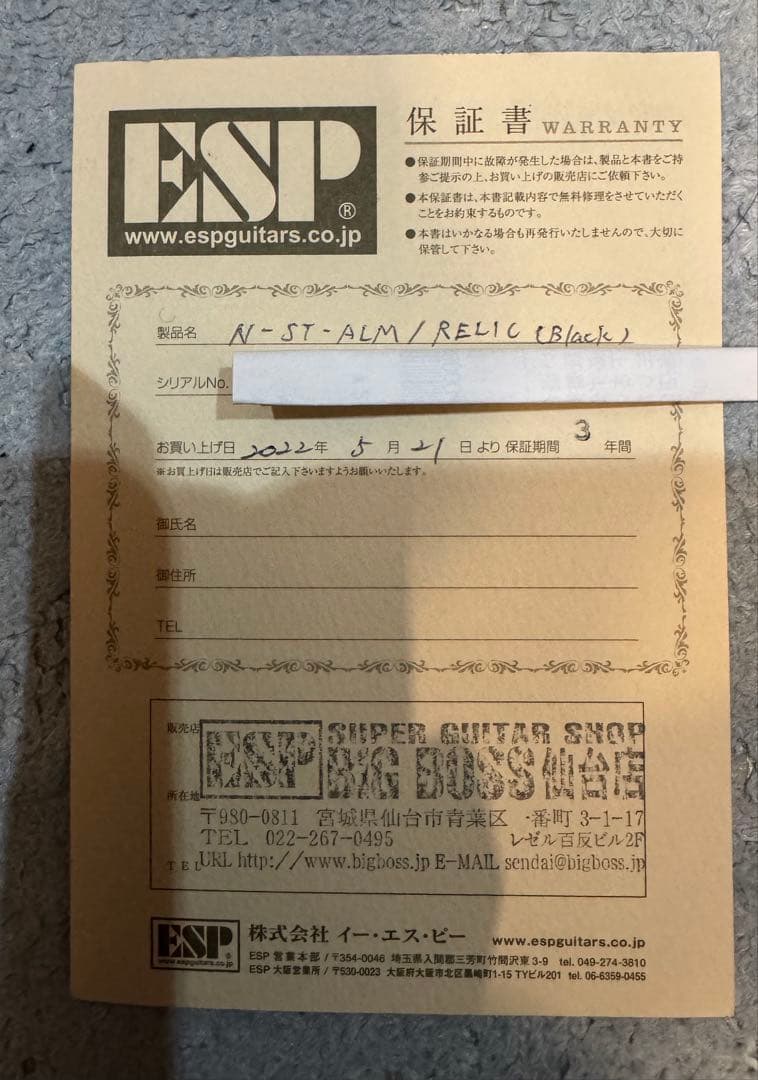 ESP®
www.espguitars.co.jp
保証書 WARRANTY
●保証期間中に故障が発生した場合は、製品と本書をご持
参ご提示の上、お買い上げの販売店にご依頼下さい。
●本保証書は、本書記載内容で無料修理をさせていただく
ことをお約束するものです。
●本書はいかなる場合も再発行いたしませんので、大切に
保管して下さい。
製品名 N-ST-ALM/RELIC (Black)
シリアルNo.
お買い上げ日 2022年 5月 21日より 保証期間 3年間
※お買上げ日は販売店でご記入下さいますようお願いいたします。
御氏名
御住所
TEL
販売店 ESP SUPER GUITAR SHOP
BIG BOSS 仙台店
所在地
〒980-0811 宮城県仙台市青葉区一番町 3-1-17
TEL 022-267-0495 レゼル百反ビル2F
TEL URL http://www.bigboss.jp E-MAIL sendai@bigboss.jp
ESP®
www.espguitars.co.jp
株式会社 イー・エス・ピー www.espguitars.co.jp
ESP 営業本部/〒354-0046 埼玉県入間郡三芳町竹間沢東3-9 tel. 049-274-3810
ESP 大阪営業所/〒530-0023 大阪府大阪市北区黒崎町1-15 TYビル201 tel. 06-6359-0455